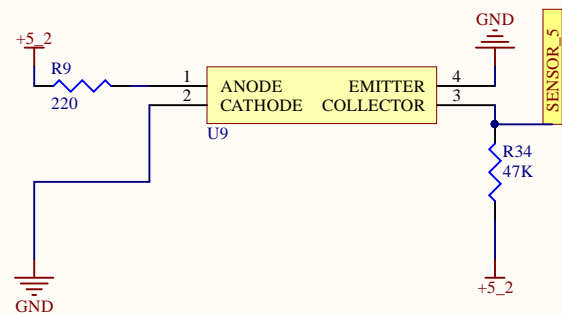 +5_2
R9
220
1
2
ANODE
CATHODE
EMITTER
COLLECTOR
4
3
U9
GND
SENSOR_5
R34
47K
+5_2
GND